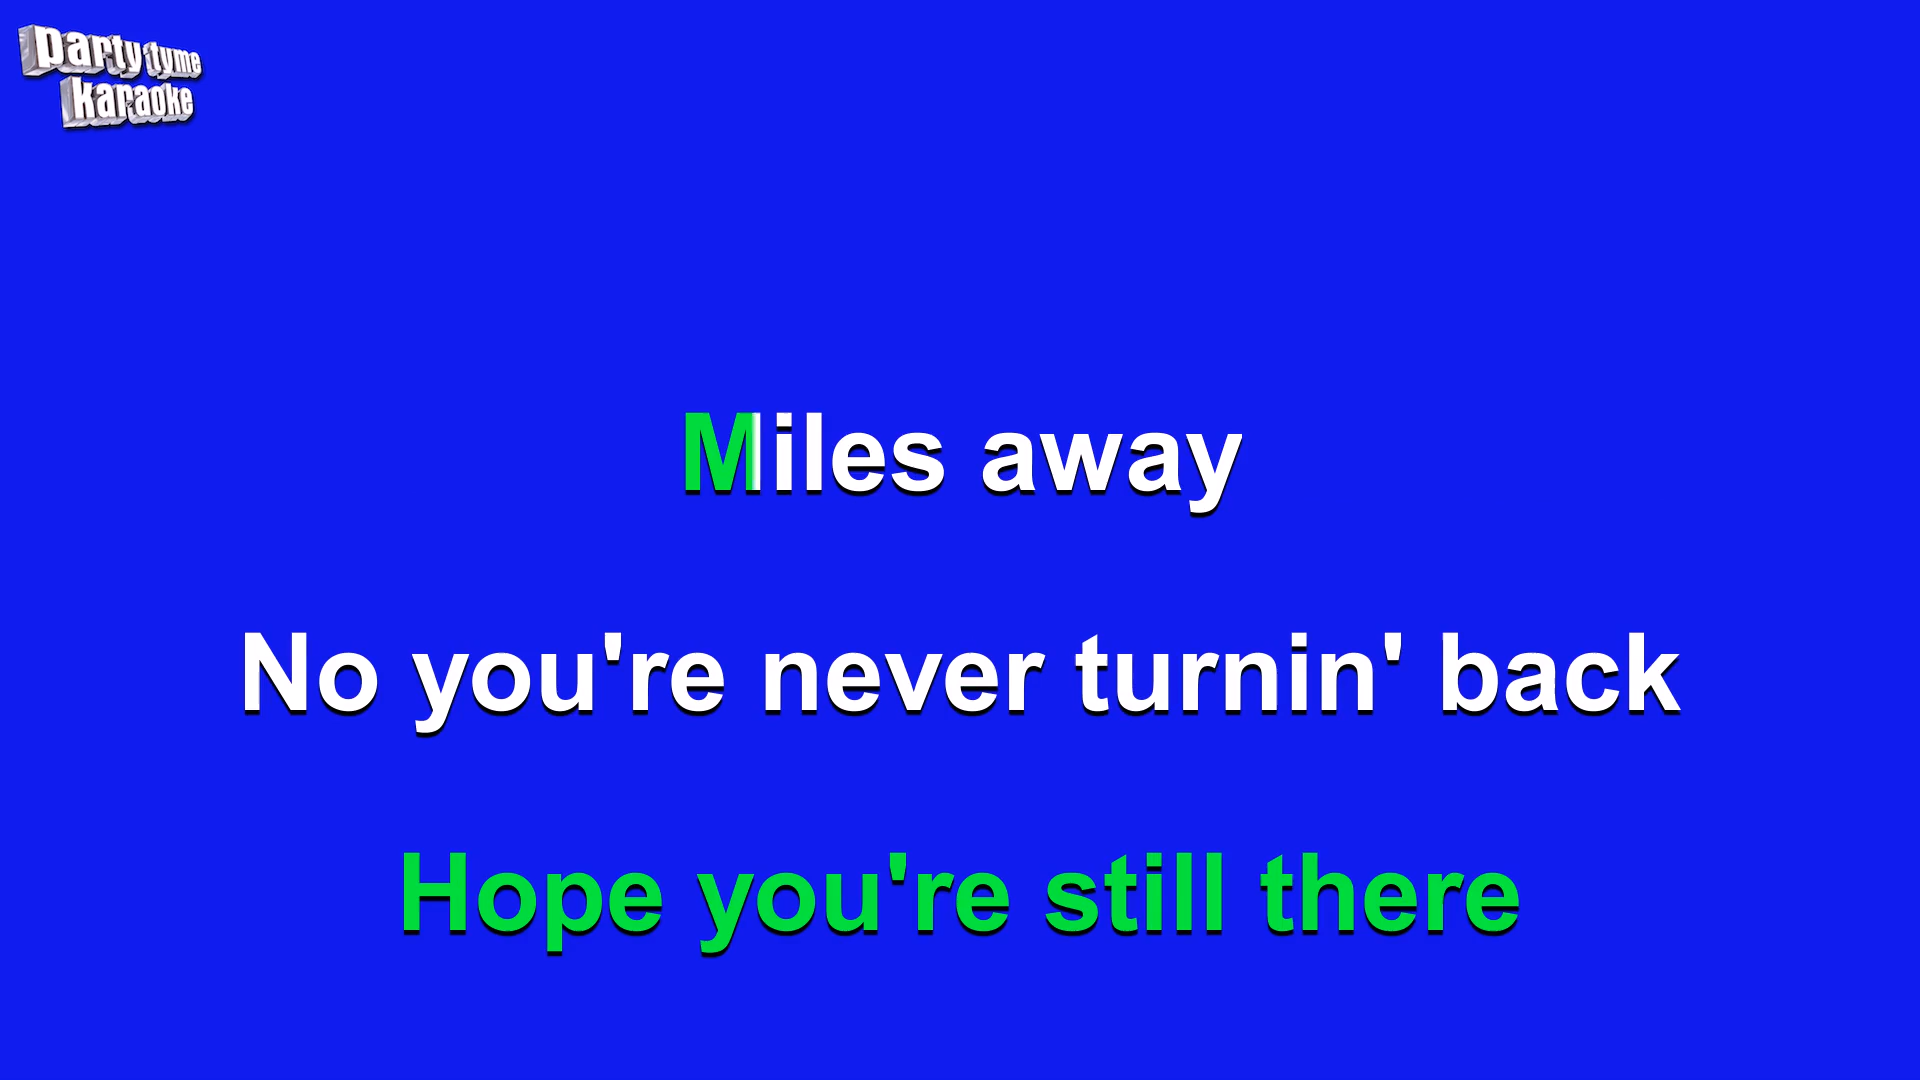 party tyme
karaoke
Miles away
No you're never turnin' back
Hope you're still there